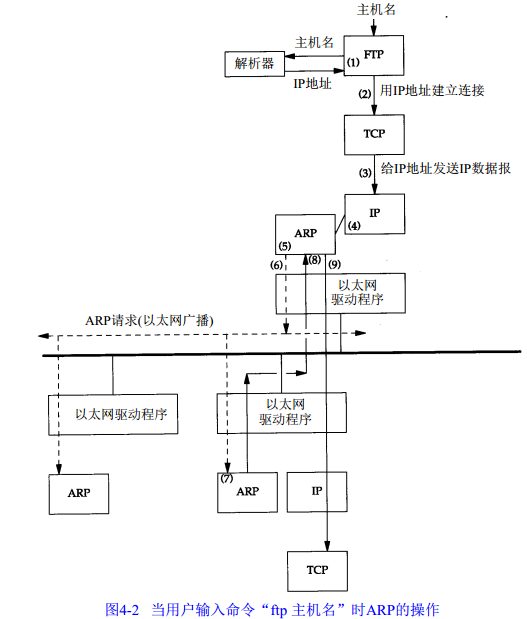 主机名
主机名
FTP
(1)
解析器
IP地址
(2)
用IP地址建立连接
TCP
(3)
给IP地址发送IP数据报
IP
(4)
ARP
(5)
(6)
(8)
(9)
以太网
驱动程序
ARP请求(以太网广播)
以太网驱动程序
以太网
驱动程序
ARP
(7)
ARP
IP
TCP
图4-2 当用户输入命令“ftp 主机名”时ARP的操作